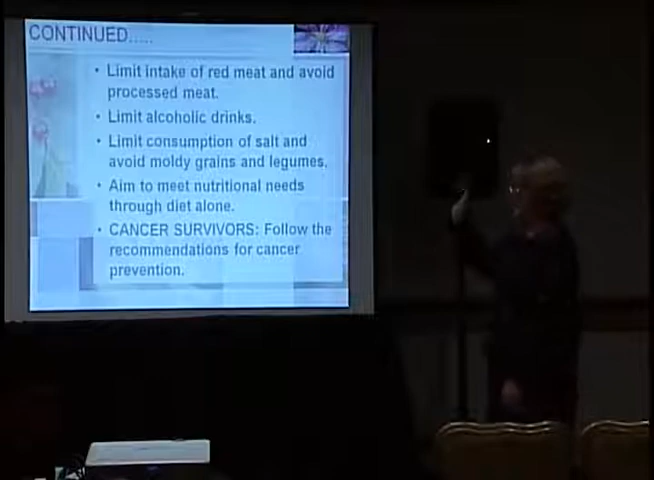 CONTINUED.....
• Limit intake of red meat and avoid
processed meat.
• Limit alcoholic drinks.
• Limit consumption of salt and
avoid moldy grains and legumes.
• Aim to meet nutritional needs
through diet alone.
• CANCER SURVIVORS: Follow the
recommendations for cancer
prevention.